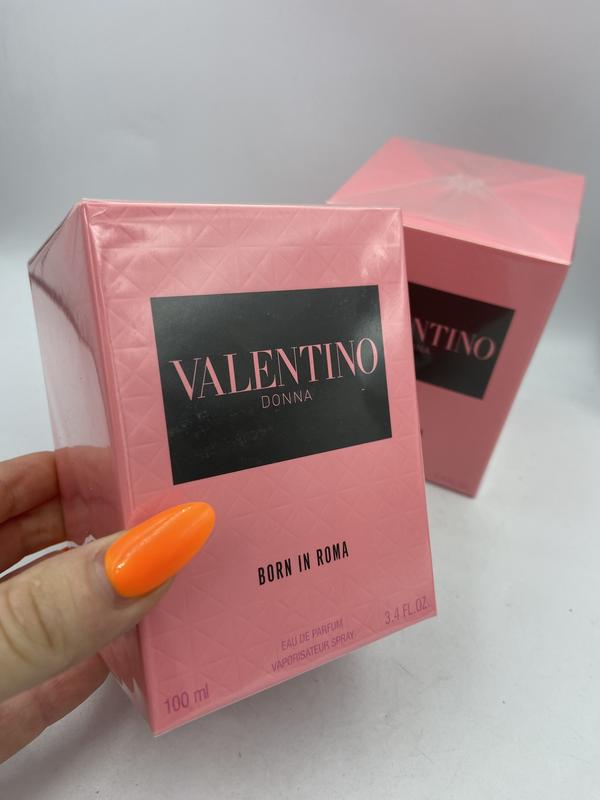 VALENTINO
DONNA
BORN IN ROMA
EAU DE PARFUM
VAPORISATEUR SPRAY
100 ml
3.4 FL.OZ.
NTINO